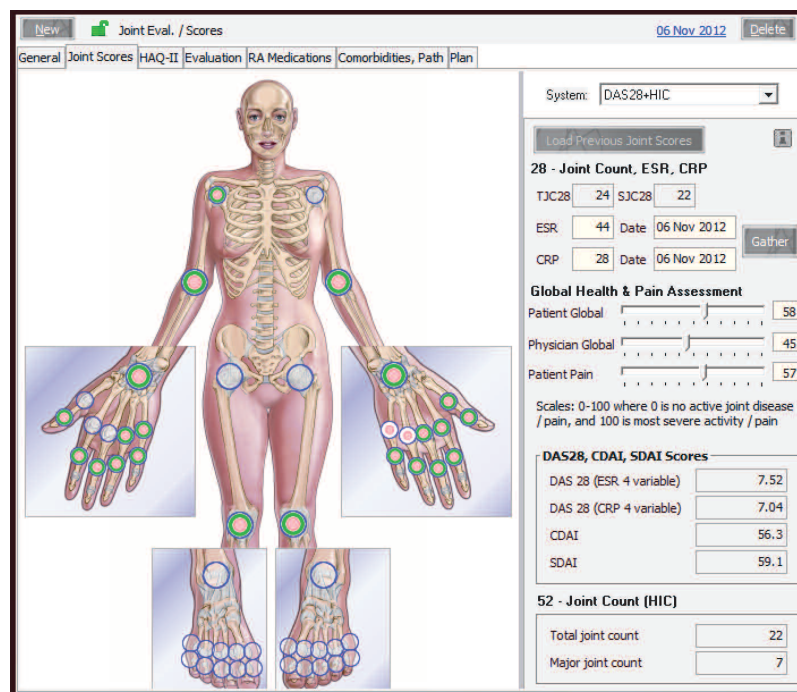 New Joint Eval. / Scores 06 Nov 2012 Delete
General Joint Scores HAQ-II Evaluation RA Medications Comorbidities, Path Plan
System: DAS28+HIC
Load Previous Joint Scores
28 - Joint Count, ESR, CRP
TJC28 24 SJC28 22
ESR 44 Date 06 Nov 2012
Gather
CRP 28 Date 06 Nov 2012
Global Health & Pain Assessment
Patient Global 58
Physician Global 45
Patient Pain 57
Scales: 0-100 where 0 is no active joint disease
/ pain, and 100 is most severe activity / pain
DAS28, CDAI, SDAI Scores
DAS 28 (ESR 4 variable) 7.52
DAS 28 (CRP 4 variable) 7.04
CDAI 56.3
SDAI 59.1
52 - Joint Count (HIC)
Total joint count 22
Major joint count 7